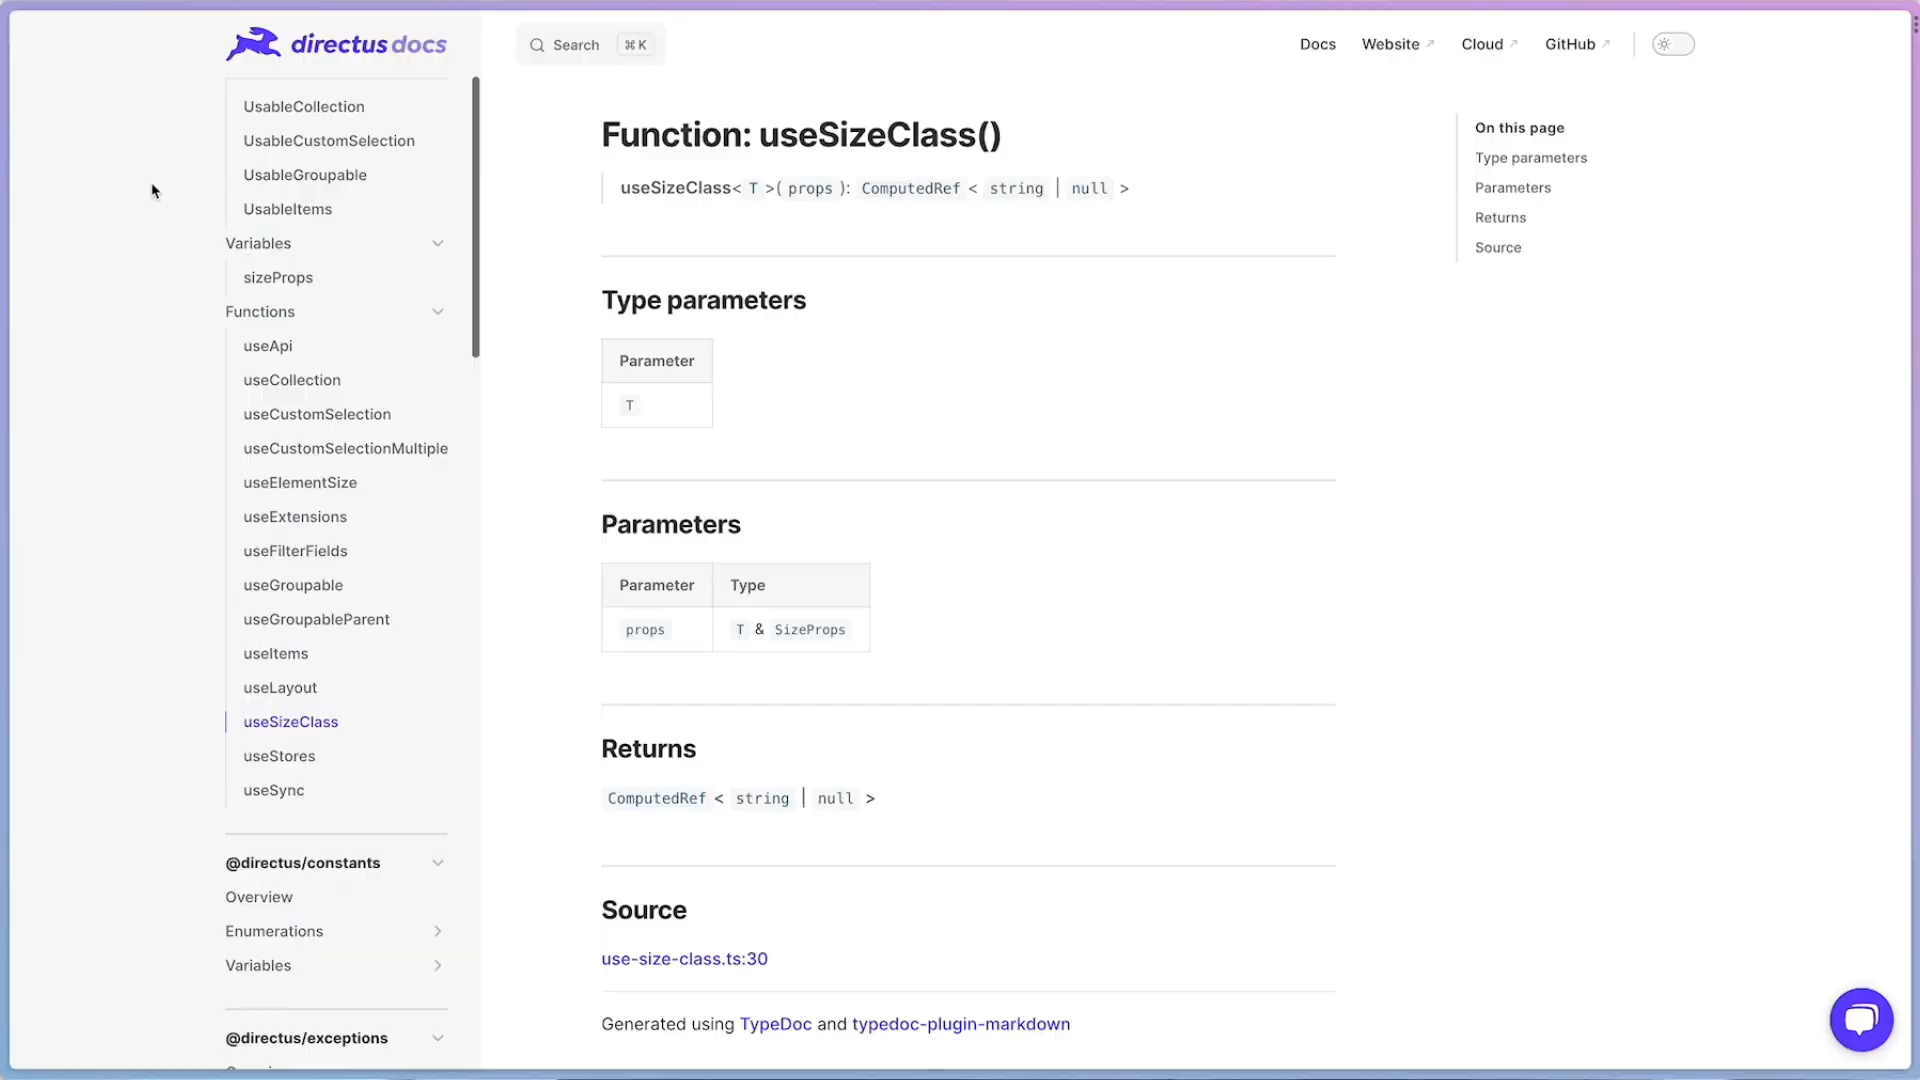 directus docs
Search ⌘ K
Docs
Website
Cloud
GitHub
UsableCollection
UsableCustomSelection
UsableGroupable
UsableItems
Variables
sizeProps
Functions
useApi
useCollection
useCustomSelection
useCustomSelectionMultiple
useElementSize
useExtensions
useFilterFields
useGroupable
useGroupableParent
useItems
useLayout
useSizeClass
useStores
useSync
@directus/constants
Overview
Enumerations
Variables
@directus/exceptions
Function: useSizeClass()
useSizeClass< T >( props ): ComputedRef < string | null >
Type parameters
Parameter
T
Parameters
Parameter Type
props T & SizeProps
Returns
ComputedRef < string | null >
Source
use-size-class.ts:30
Generated using TypeDoc and typedoc-plugin-markdown
On this page
Type parameters
Parameters
Returns
Source